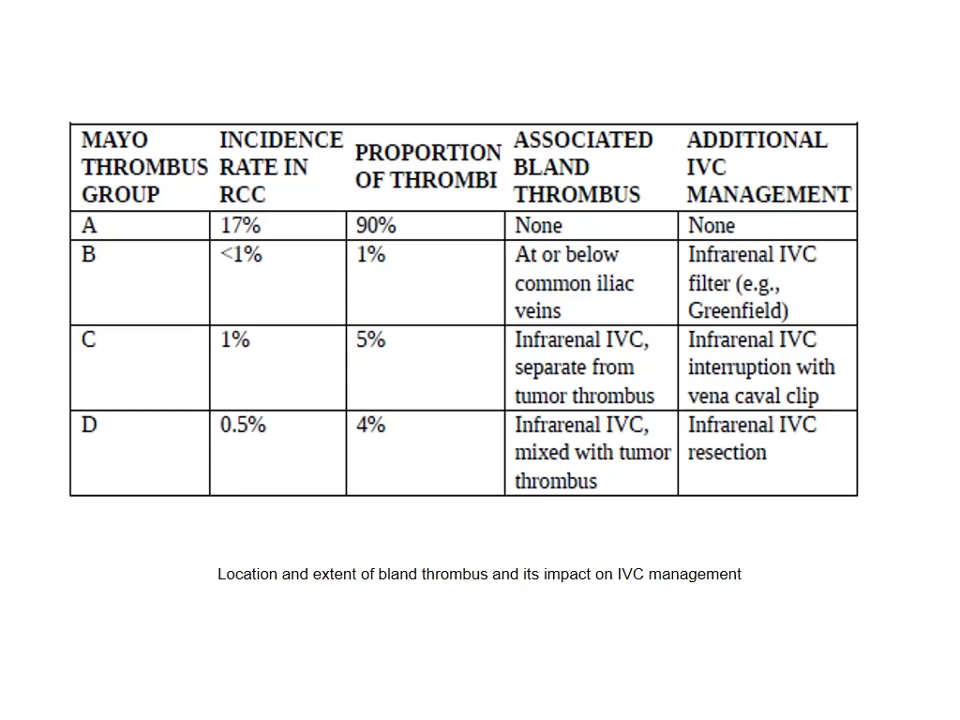 MAYO THROMBUS GROUP
INCIDENCE RATE IN RCC
PROPORTION OF THROMBI
ASSOCIATED BLAND THROMBUS
ADDITIONAL IVC MANAGEMENT
A
17%
90%
None
None
B
<1%
1%
At or below
common iliac
veins
Infrarenal IVC
filter (e.g.,
Greenfield)
C
1%
5%
Infrarenal IVC,
separate from
tumor thrombus
Infrarenal IVC
interruption with
vena caval clip
D
0.5%
4%
Infrarenal IVC,
mixed with tumor
thrombus
Infrarenal IVC
resection
Location and extent of bland thrombus and its impact on IVC management